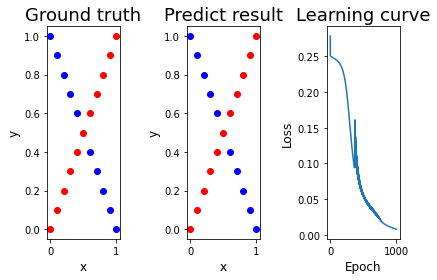 Ground truth
Predict result
Learning curve
1.0
0.8
0.6
0.4
0.2
0.0
y
0
1
x
1.0
0.8
0.6
0.4
0.2
0.0
y
0
1
x
0.25
0.20
0.15
0.10
0.05
0.00
Loss
0
1000
Epoch